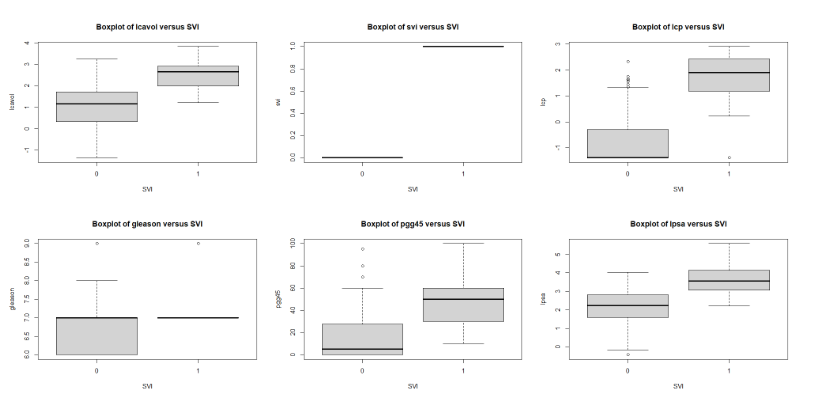 Boxplot of lcavol versus SVI
lcavol
4
3
2
1
0
-1
0 1
SVI
Boxplot of svi versus SVI
svi
1.0
0.8
0.6
0.4
0.2
0.0
0 1
SVI
Boxplot of lcp versus SVI
lcp
3
2
1
0
-1
0 1
SVI
Boxplot of gleason versus SVI
gleason
9.0
8.5
8.0
7.5
7.0
6.5
6.0
0 1
SVI
Boxplot of pgg45 versus SVI
pgg45
100
80
60
40
20
0
0 1
SVI
Boxplot of lpsa versus SVI
lpsa
5
4
3
2
1
0
0 1
SVI